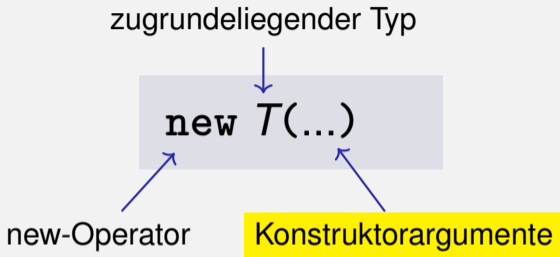 zugrundeliegender Typ
new T(...)
new-Operator
Konstruktorargumente